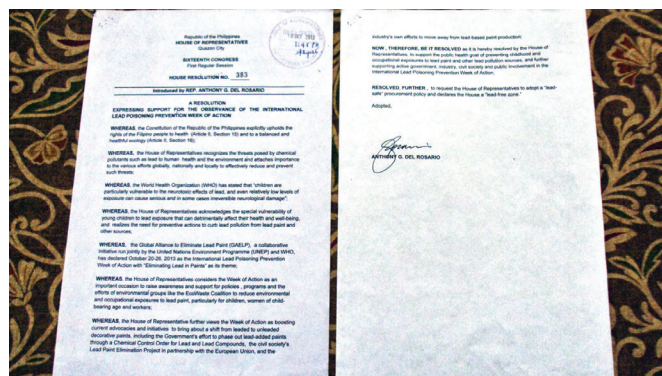 Republic of the Philippines
HOUSE OF REPRESENTATIVES
Quezon City
SIXTEENTH CONGRESS
First Regular Session
HOUSE RESOLUTION NO. 383
Introduced by REP. ANTHONY G. DEL ROSARIO
A RESOLUTION
EXPRESSING SUPPORT FOR THE OBSERVANCE OF THE INTERNATIONAL
LEAD POISONING PREVENTION WEEK OF ACTION
WHEREAS, the Constitution of the Republic of the Philippines explicitly upholds the
rights of the Filipino people to health (Article II, Section 15) and to a balanced and
healthful ecology (Article II, Section 16);
WHEREAS, the House of Representatives recognizes the threats posed by chemical
pollutants such as lead to human health and the environment and attaches importance
to the various efforts globally, nationally and locally to effectively reduce and prevent
such threats;
WHEREAS, the World Health Organization (WHO) has stated that "children are
particularly vulnerable to the neurotoxic effects of lead, and even relatively low levels of
exposure can cause serious and in some cases irreversible neurological damage";
WHEREAS, the House of Representatives acknowledges the special vulnerability of
young children to lead exposure that can detrimentally affect their health and well-being,
and realizes the need for preventive actions to curb lead pollution from lead paint and
other sources;
WHEREAS, the Global Alliance to Eliminate Lead Paint (GAELP), a collaborative
initiative run jointly by the United Nations Environment Programme (UNEP) and WHO,
has declared October 20-26, 2013 as the International Lead Poisoning Prevention
Week of Action with "Eliminating Lead in Paints" as its theme;
WHEREAS, the House of Representatives considers the Week of Action as an
important occasion to raise awareness and support for policies , programs and the
efforts of environmental groups like the EcoWaste Coalition to reduce environmental
and occupational exposures to lead paint, particularly for children, women of child-
bearing age and workers;
WHEREAS, the House of Representatives further views the Week of Action as boosting
current advocacies and initiatives to bring about a shift from leaded to unleaded
decorative paints, including the Government's effort to phase out lead-added paints
through a Chemical Control Order for Lead and Lead Compounds, the civil society's
Lead Paint Elimination Project in partnership with the European Union, and the
industry's own efforts to move away from lead-based paint production;
NOW , THEREFORE, BE IT RESOLVED as it is hereby resolved by the House of
Representatives, to support the public health goal of preventing childhood and
occupational exposures to lead paint and other lead pollution sources, and further
supporting active government, industry, civil society and public involvement in the
International Lead Poisoning Prevention Week of Action.
RESOLVED, FURTHER , to request the House of Representatives to adopt a "lead-
safe" procurement policy and declares the House a "lead-free zone."
Adopted,
ANTHONY G. DEL ROSARIO